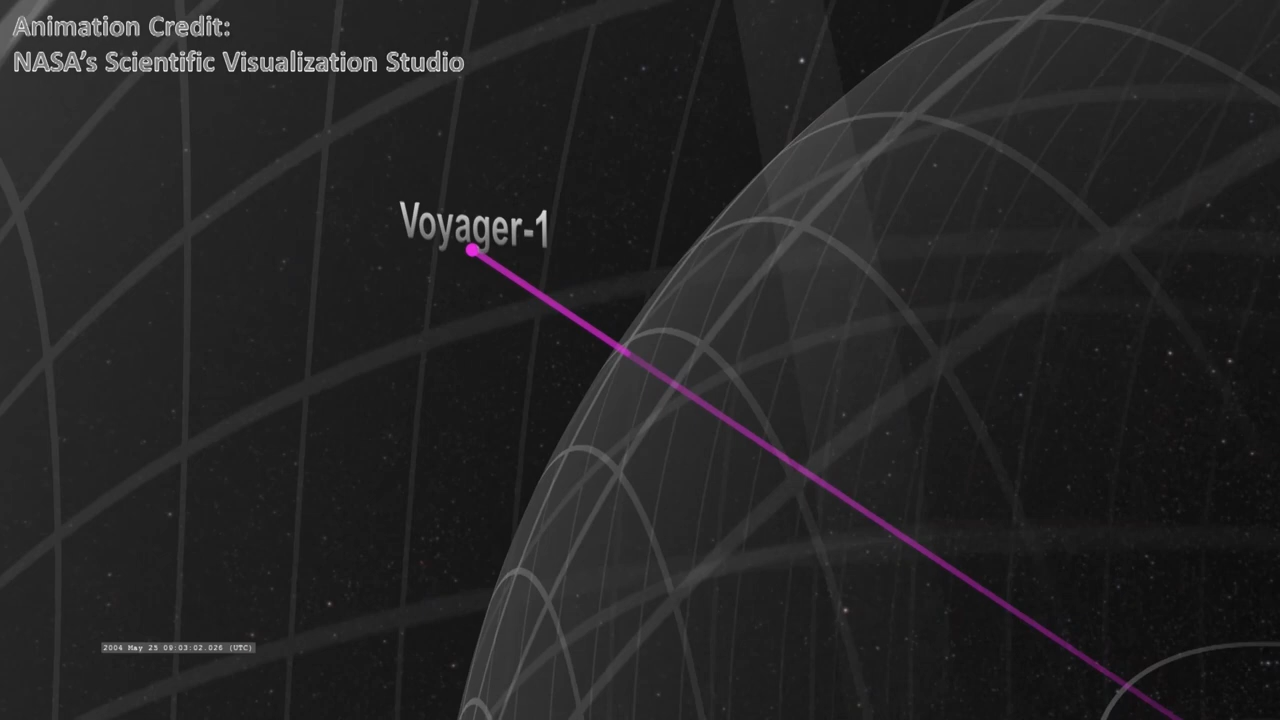 Animation Credit:
NASA's Scientific Visualization Studio
Voyager-1
2004 May 25 09:03:02.026 (UTC)